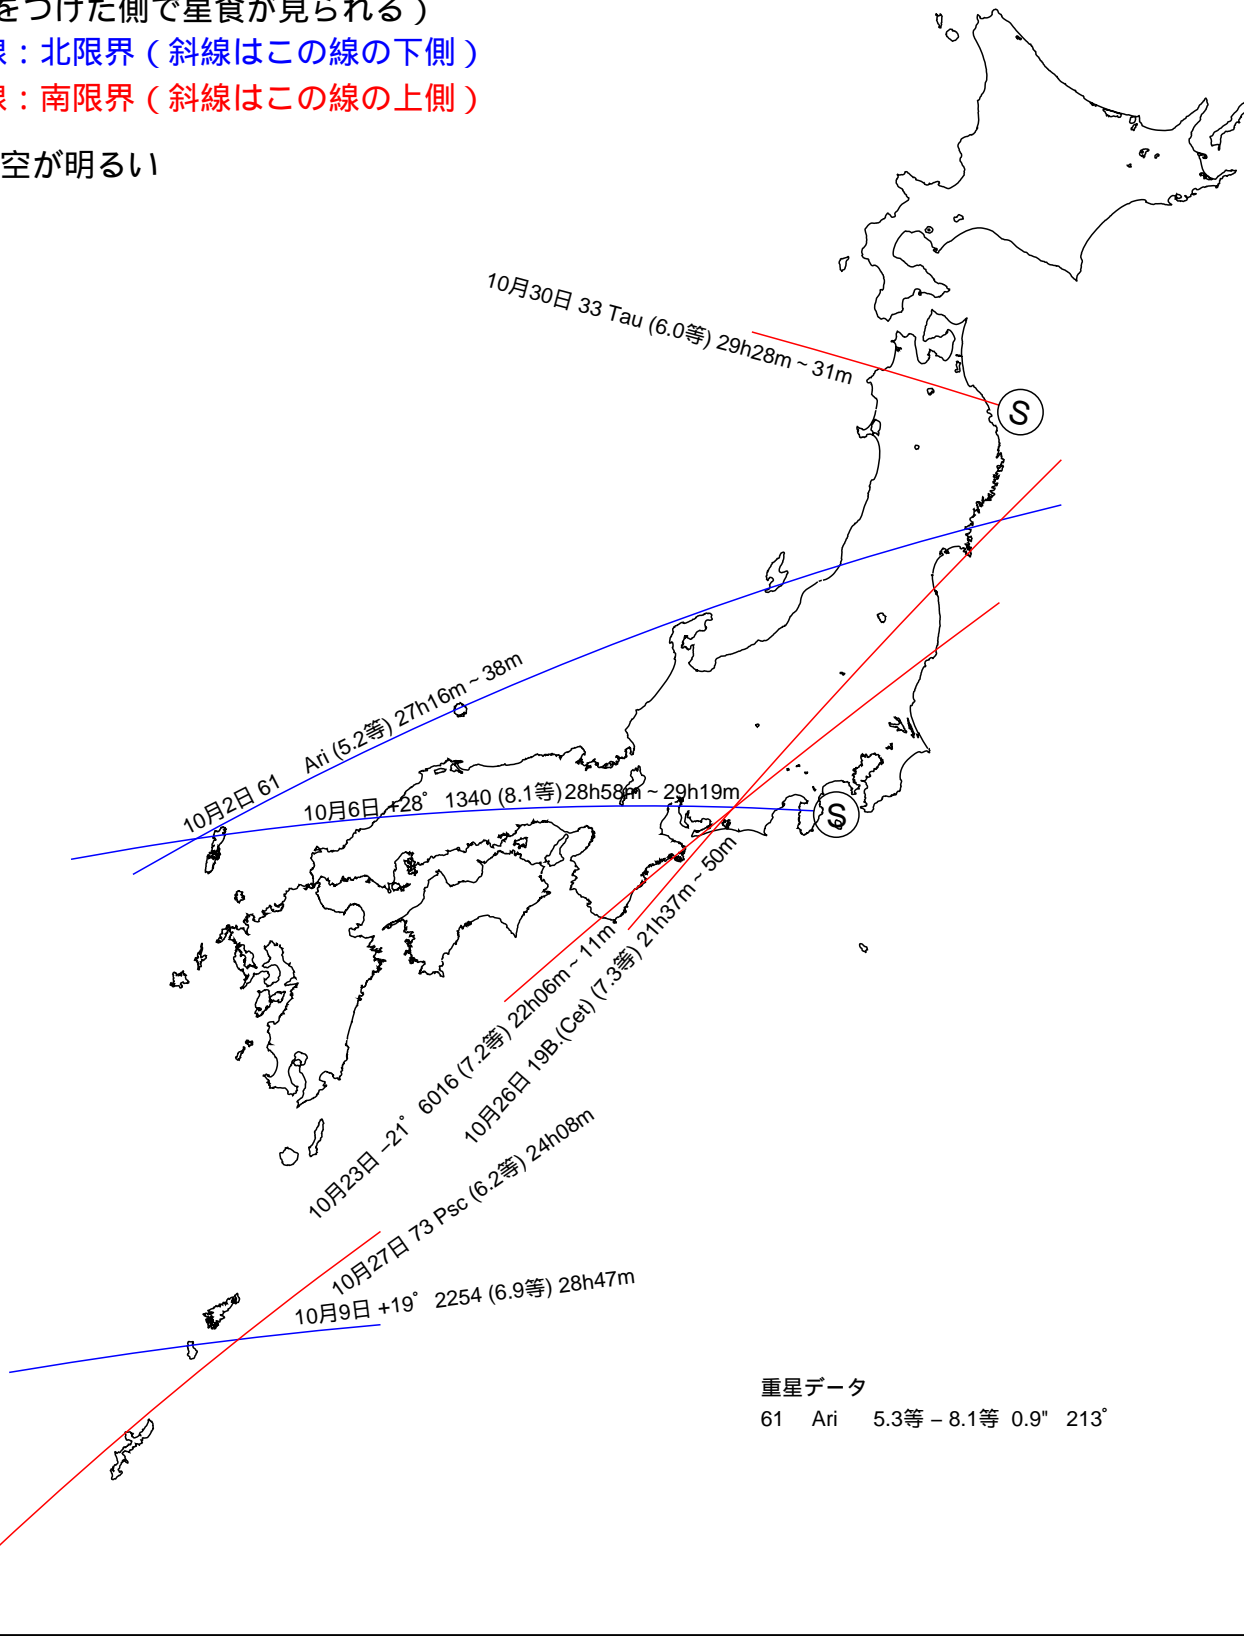 をつけた側で星食が見られる）
線：北限界（斜線はこの線の下側）
線：南限界（斜線はこの線の上側）
空が明るい
10月30日 33 Tau (6.0等) 29h28m ~ 31m
S
10月2日 61 Ari (5.2等) 27h16m ~ 38m
10月6日 +28° 1340 (8.1等) 28h58m ~ 29h19m
S
10月23日 −21° 6016 (7.2等) 22h06m ~ 11m
10月26日 19B.(Cet) (7.3等) 21h37m ~ 50m
10月27日 73 Psc (6.2等) 24h08m
10月9日 +19° 2254 (6.9等) 28h47m
重星データ
61 Ari 5.3等 – 8.1等 0.9" 213°